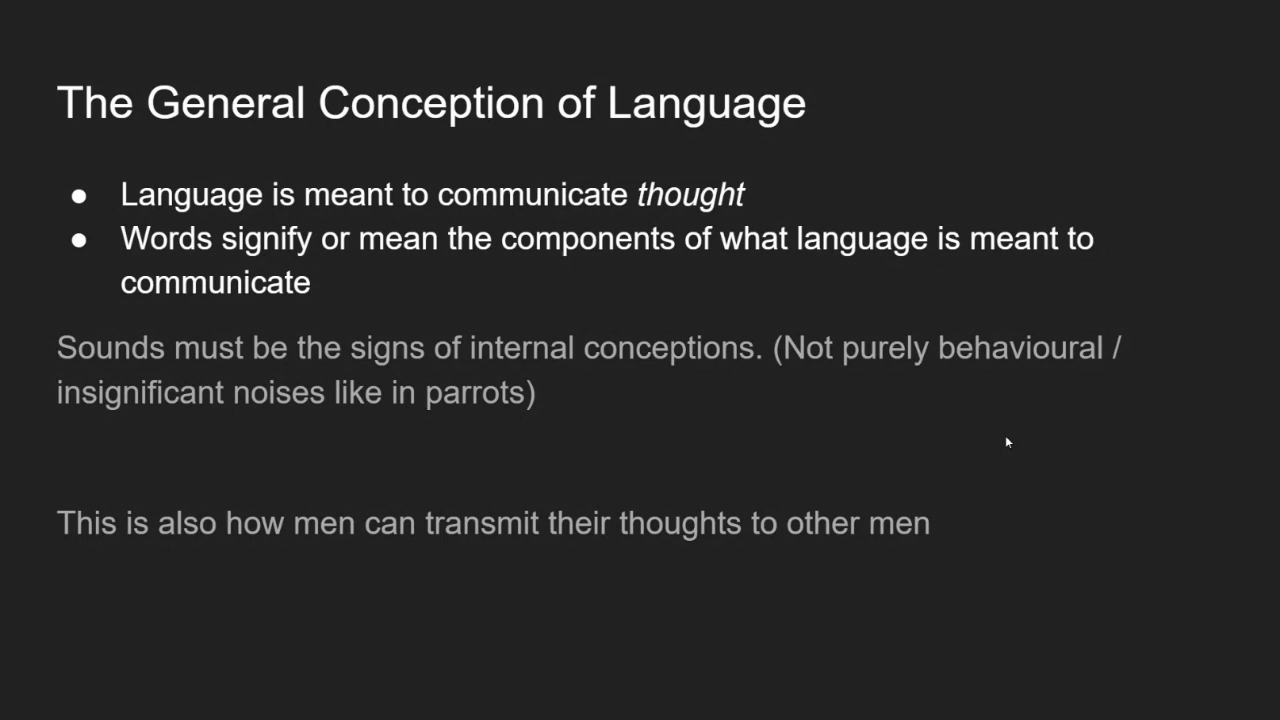 The General Conception of Language
● Language is meant to communicate thought
● Words signify or mean the components of what language is meant to
communicate
Sounds must be the signs of internal conceptions. (Not purely behavioural /
insignificant noises like in parrots)
This is also how men can transmit their thoughts to other men